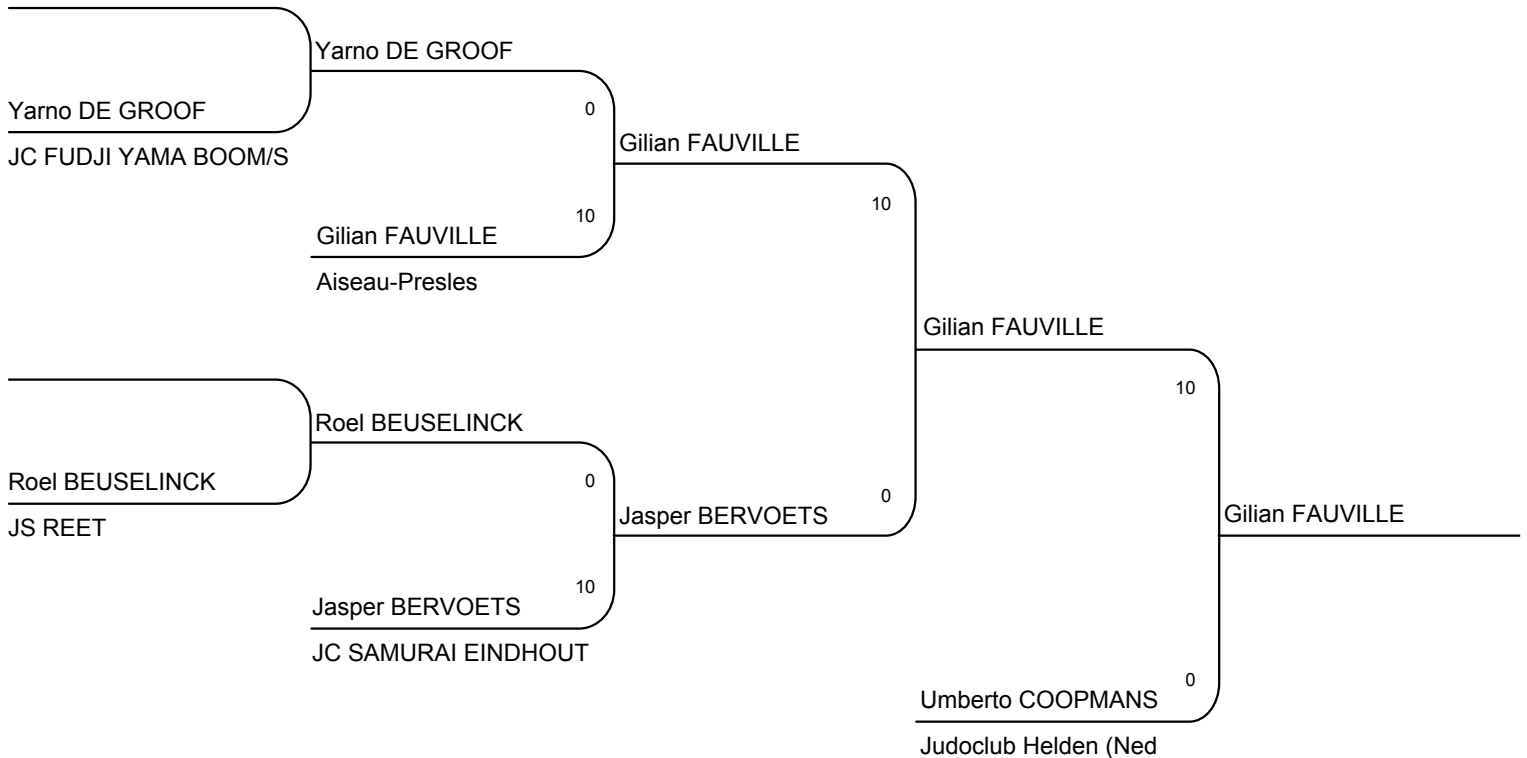 Yarno DE GROOF
Yarno DE GROOF
0
JC FUDJI YAMA BOOM/S
Gilian FAUVILLE
10
10
Gilian FAUVILLE
Aiseau-Presles
Gilian FAUVILLE
10
Roel BEUSELINCK
Roel BEUSELINCK
0
JS REET
0
Jasper BERVOETS
Gilian FAUVILLE
10
Jasper BERVOETS
JC SAMURAI EINDHOUT
0
Umberto COOPMANS
Judoclub Helden (Ned